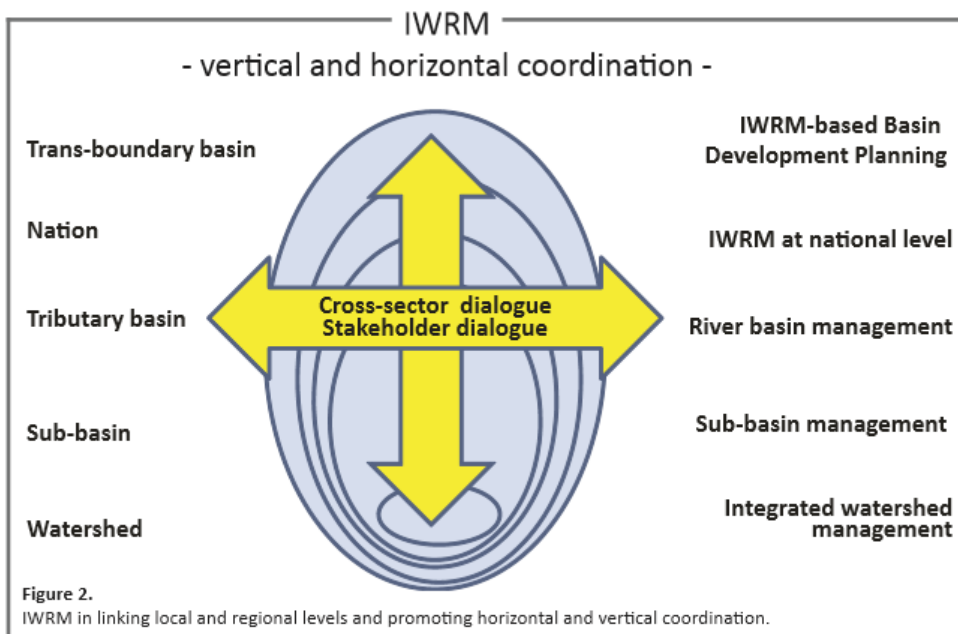 IWRM
- vertical and horizontal coordination -
Trans-boundary basin
IWRM-based Basin
Development Planning
Nation
IWRM at national level
Cross-sector dialogue
Stakeholder dialogue
Tributary basin
River basin management
Sub-basin
Sub-basin management
Watershed
Integrated watershed
management
Figure 2.
IWRM in linking local and regional levels and promoting horizontal and vertical coordination.